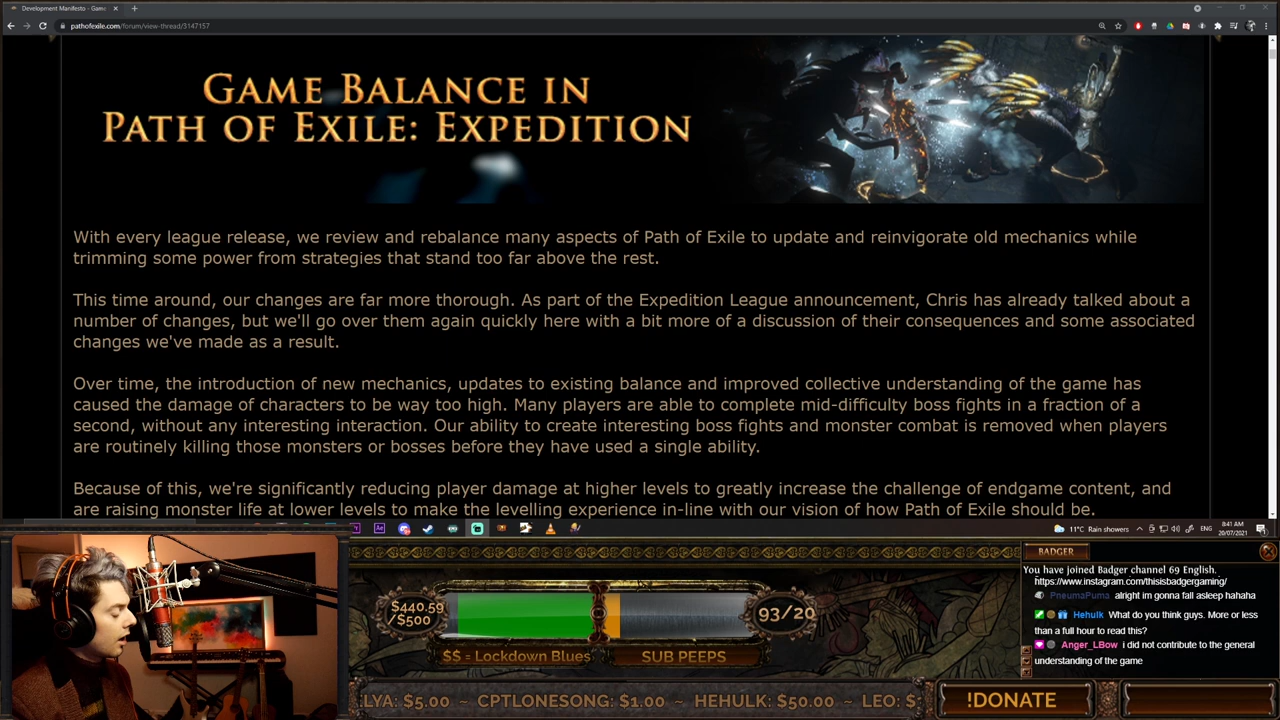 Development Manifesto - Game
pathofexile.com/forum/view-thread/3147157
GAME BALANCE IN
PATH OF EXILE: EXPEDITION
With every league release, we review and rebalance many aspects of Path of Exile to update and reinvigorate old mechanics while
trimming some power from strategies that stand too far above the rest.
This time around, our changes are far more thorough. As part of the Expedition League announcement, Chris has already talked about a
number of changes, but we'll go over them again quickly here with a bit more of a discussion of their consequences and some associated
changes we've made as a result.
Over time, the introduction of new mechanics, updates to existing balance and improved collective understanding of the game has
caused the damage of characters to be way too high. Many players are able to complete mid-difficulty boss fights in a fraction of a
second, without any interesting interaction. Our ability to create interesting boss fights and monster combat is removed when players
are routinely killing those monsters or bosses before they have used a single ability.
Because of this, we're significantly reducing player damage at higher levels to greatly increase the challenge of endgame content, and
are raising monster life at lower levels to make the levelling experience in-line with our vision of how Path of Exile should be.
11°C Rain showers ENG 8:41 AM
20/07/2021
BADGER
You have joined Badger channel 69 English.
https://www.instagram.com/thisisbadgergaming/
PneumaPuma alright im gonna fall asleep hahaha
Hehulk What do you think guys. More or less
than a full hour to read this?
Anger_LBow i did not contribute to the general
understanding of the game
$440.59
/$500
93/20
$$ = Lockdown Blues
SUB PEEPS
LYA: $5.00 ~ CPTLONESONG: $1.00 ~ HEHULK: $50.00 ~ LEO: $
!DONATE